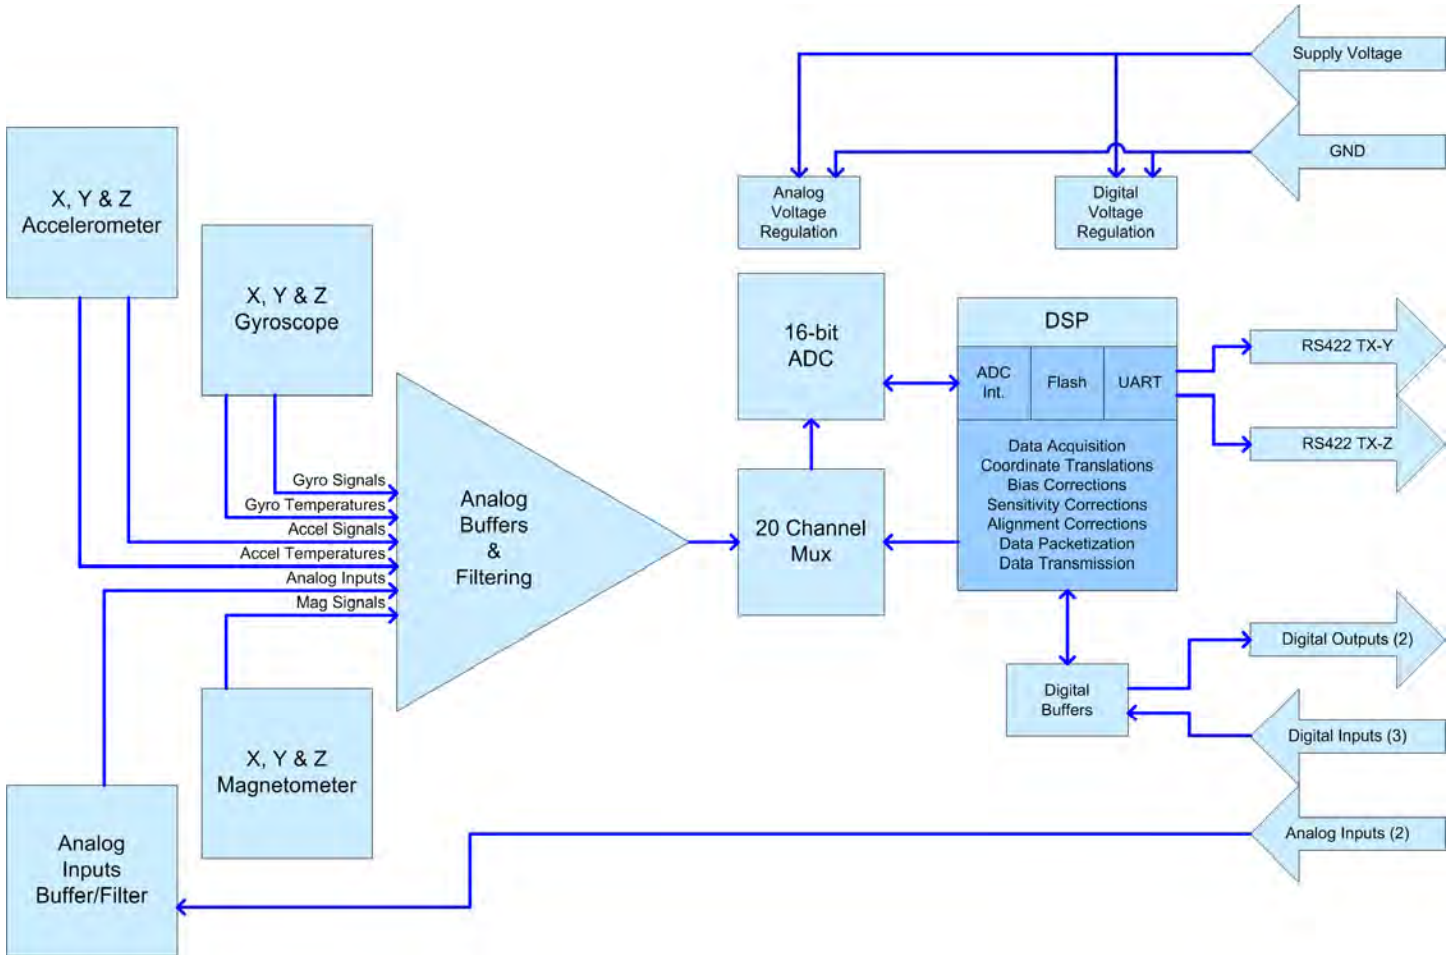 Supply Voltage
GND
X, Y & Z
Accelerometer
Analog
Voltage
Regulation
Digital
Voltage
Regulation
X, Y & Z
Gyroscope
16-bit
ADC
DSP
ADC
Int.
Flash
UART
RS422 TX-Y
RS422 TX-Z
Data Acquisition
Coordinate Translations
Bias Corrections
Sensitivity Corrections
Alignment Corrections
Data Packetization
Data Transmission
Gyro Signals
Gyro Temperatures
Accel Signals
Accel Temperatures
Analog Inputs
Mag Signals
Analog
Buffers
&
Filtering
20 Channel
Mux
Digital
Buffers
Digital Outputs (2)
Digital Inputs (3)
X, Y & Z
Magnetometer
Analog
Inputs
Buffer/Filter
Analog Inputs (2)